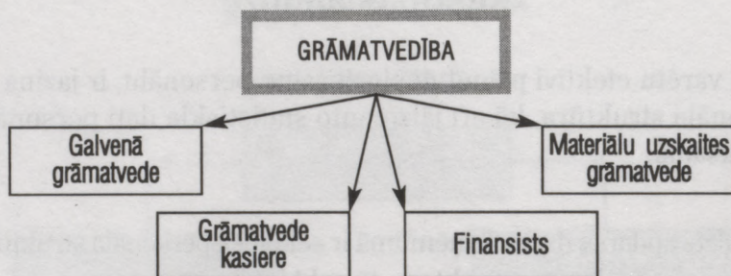 GRĀMATVEDĪBA
Galvenā
grāmatvede
Materiālu uzskaites
grāmatvede
Grāmatvede
kasiere
Finansists